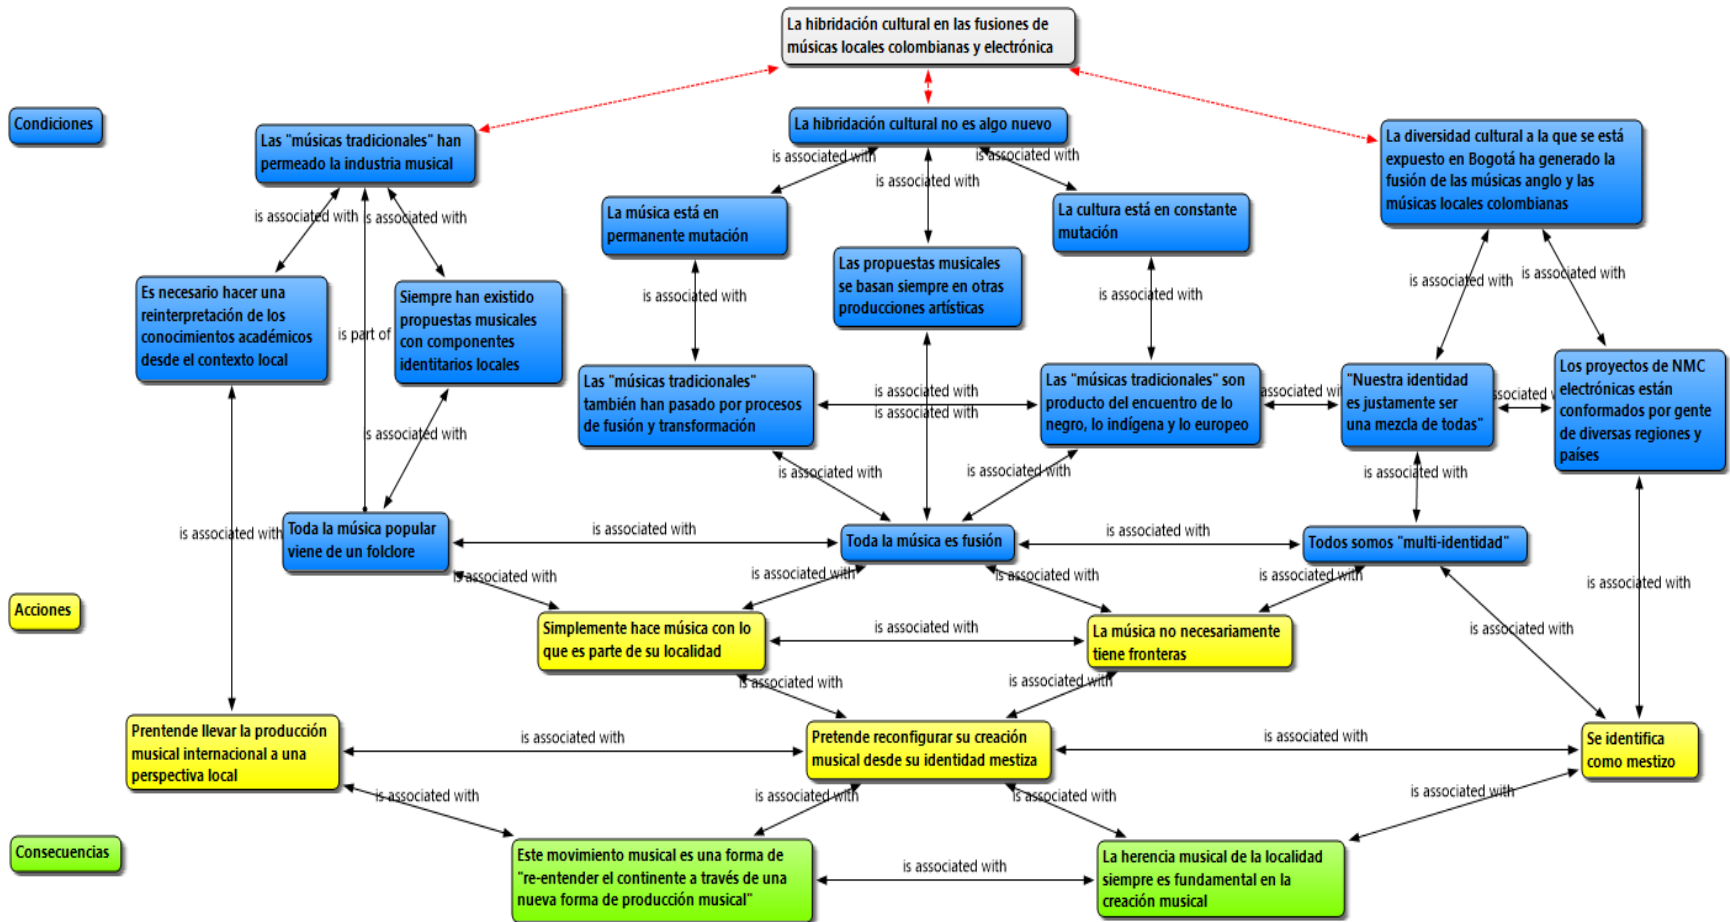 La hibridación cultural en las fusiones de
músicas locales colombianas y electrónica
Condiciones
Las "músicas tradicionales" han
permeado la industria musical
La hibridación cultural no es algo nuevo
La diversidad cultural a la que se está
expuesto en Bogotá ha generado la
fusión de las músicas anglo y las
músicas locales colombianas
is associated with
is associated with
is associated with
is associated with
is associated with
La música está en
permanente mutación
La cultura está en constante
mutación
Las propuestas musicales
se basan siempre en otras
producciones artísticas
is associated with
is associated with
Es necesario hacer una
reinterpretación de los
conocimientos académicos
desde el contexto local
is part of
Siempre han existido
propuestas musicales
con componentes
identitarios locales
is associated with
is associated with
Las "músicas tradicionales"
también han pasado por procesos
de fusión y transformación
is associated with
is associated with
Las "músicas tradicionales" son
producto del encuentro de lo
negro, lo indígena y lo europeo
associated wit
"Nuestra identidad
es justamente ser
una mezcla de todas"
associated w
Los proyectos de NMC
electrónicas están
conformados por gente
de diversas regiones y
países
is associated with
is associated with
is associated with
is associated with
is associated with
Toda la música popular
viene de un folclore
is associated with
Toda la música es fusión
is associated with
Todos somos "multi-identidad"
is associated with
is associated with
is associated with
is associated with
is associated with
Acciones
Simplemente hace música con lo
que es parte de su localidad
is associated with
La música no necesariamente
tiene fronteras
is associated with
is associated with
is associated with
Prentende llevar la producción
musical internacional a una
perspectiva local
is associated with
Pretende reconfigurar su creación
musical desde su identidad mestiza
is associated with
Se identifica
como mestizo
is associated with
is associated with
is associated with
is associated with
Consecuencias
Este movimiento musical es una forma de
"re-entender el continente a través de una
nueva forma de producción musical"
is associated with
La herencia musical de la localidad
siempre es fundamental en la
creación musical